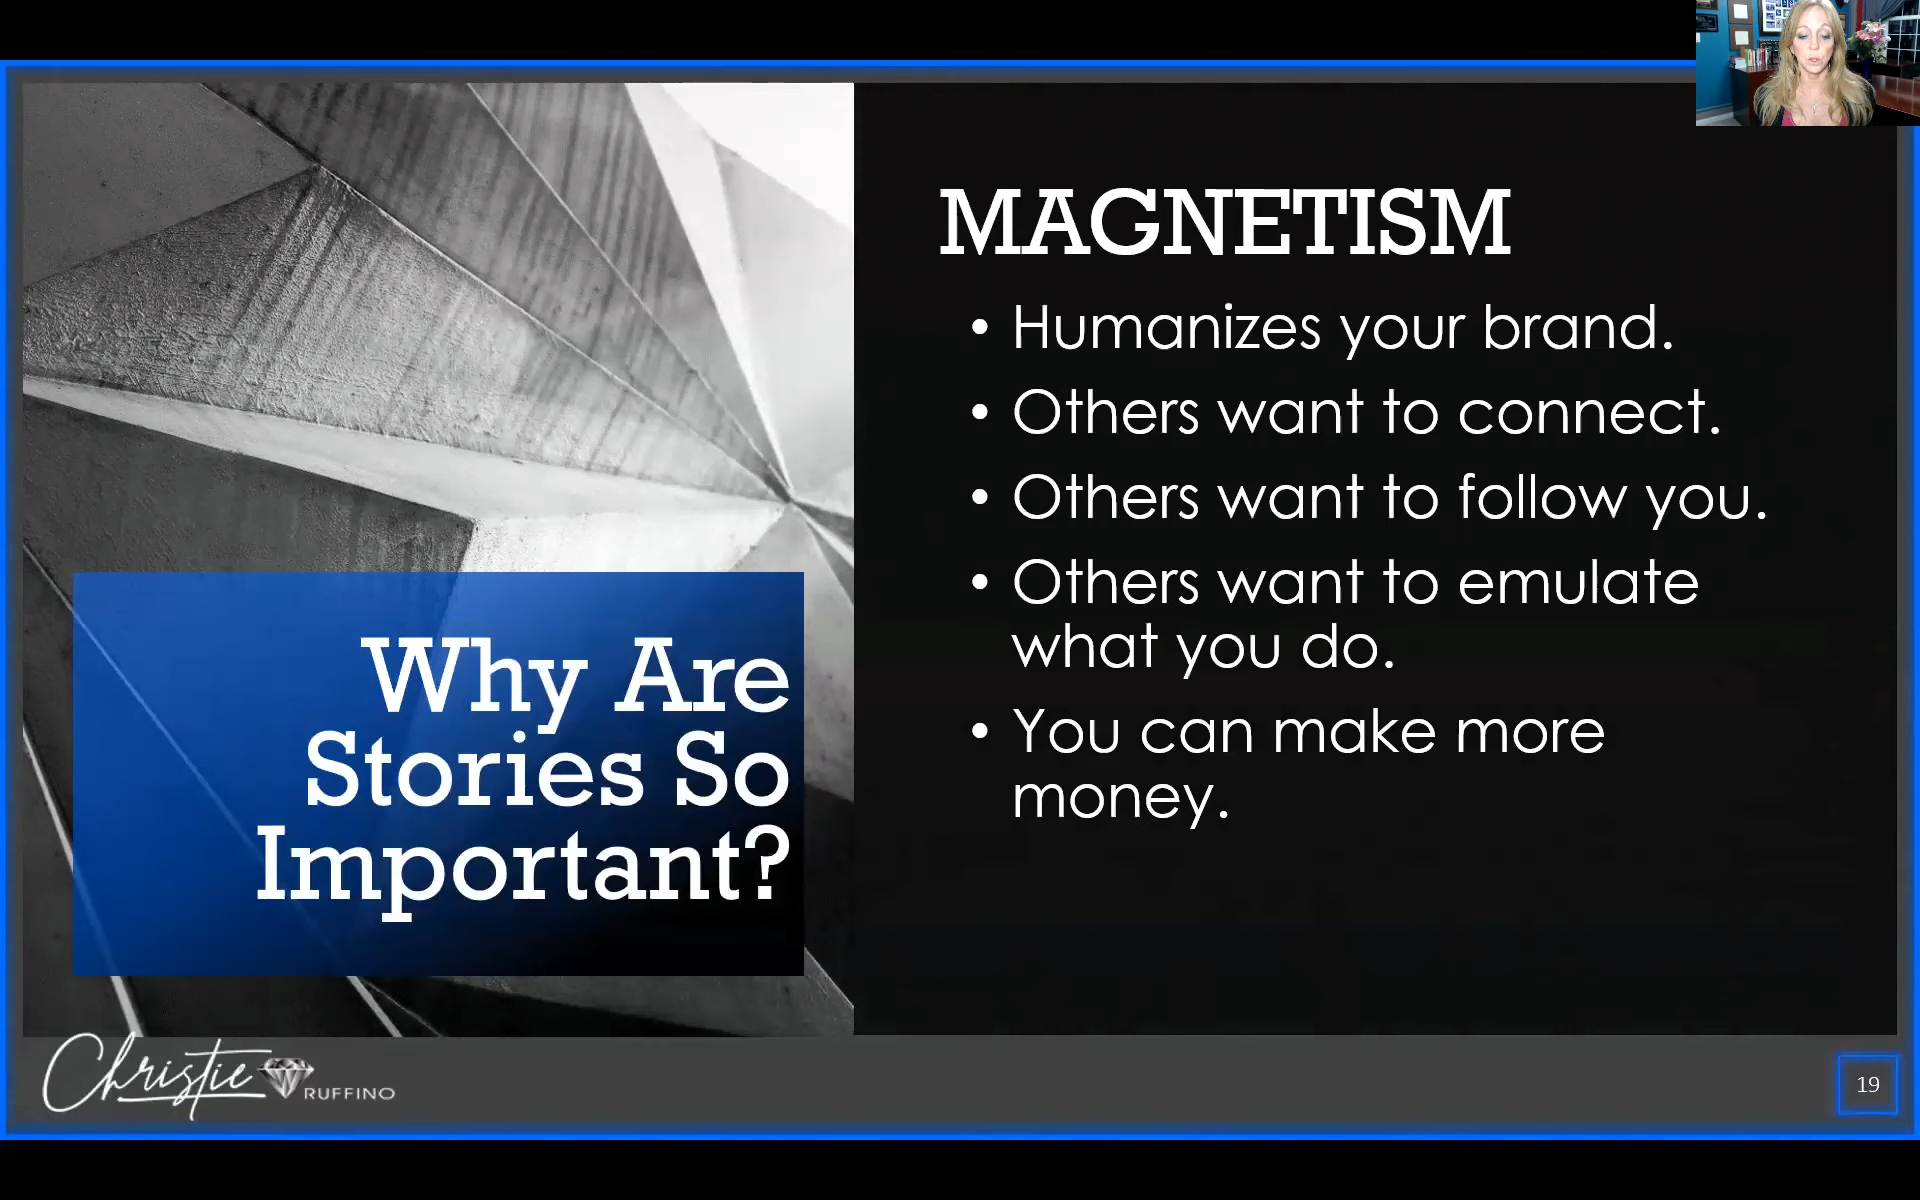 MAGNETISM
• Humanizes your brand.
• Others want to connect.
• Others want to follow you.
• Others want to emulate
what you do.
• You can make more
money.
Why Are
Stories So
Important?
Christie RUFFINO
19